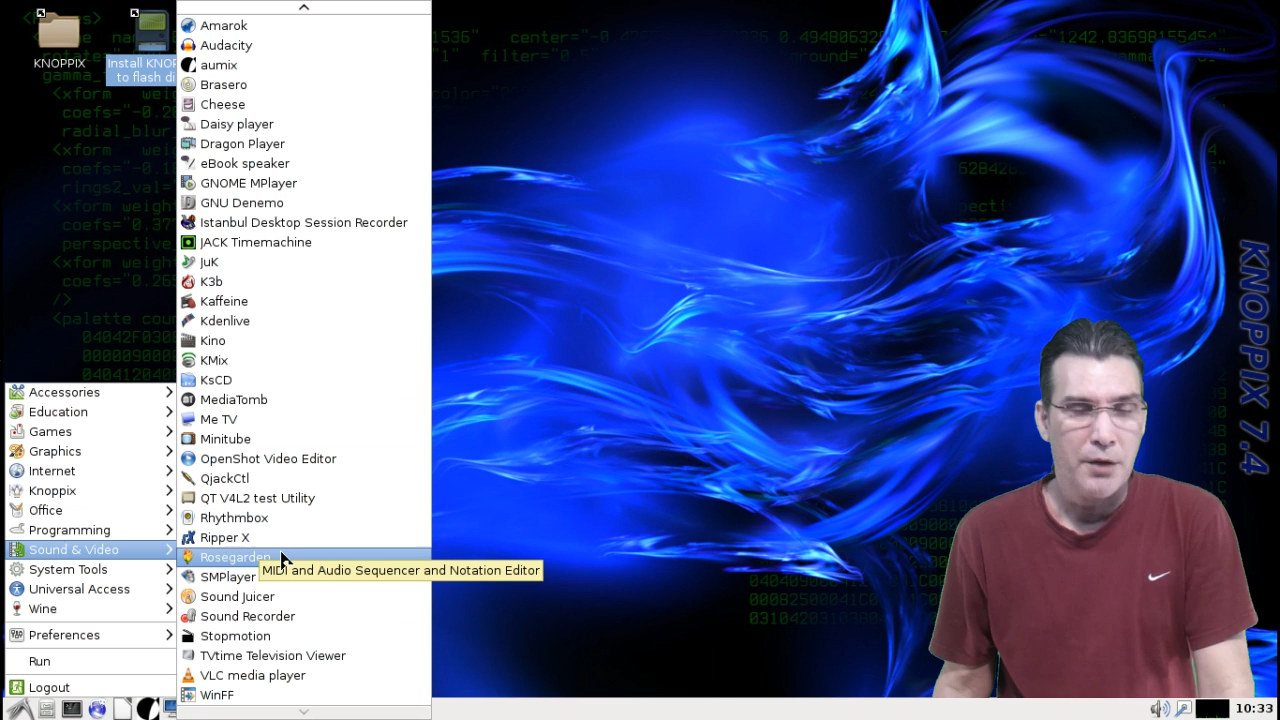 KNOPPIX
Install KNOP
to flash di
Amarok
Audacity
aumix
Brasero
Cheese
Daisy player
Dragon Player
eBook speaker
GNOME MPlayer
GNU Denemo
Istanbul Desktop Session Recorder
JACK Timemachine
JuK
K3b
Kaffeine
Kdenlive
Kino
KMix
KsCD
MediaTomb
Me TV
Minitube
OpenShot Video Editor
QjackCtl
QT V4L2 test Utility
Rhythmbox
Ripper X
Rosegarden
MIDI and Audio Sequencer and Notation Editor
SMPlayer
Sound Juicer
Sound Recorder
Stopmotion
TVtime Television Viewer
VLC media player
WinFF
Accessories
Education
Games
Graphics
Internet
Knoppix
Office
Programming
Sound & Video
System Tools
Universal Access
Wine
Preferences
Run
Logout
KNOPPIX 7.4
10:33